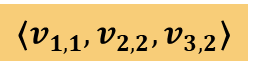 ⟨v₁,₁, v₂,₂, v₃,₂⟩